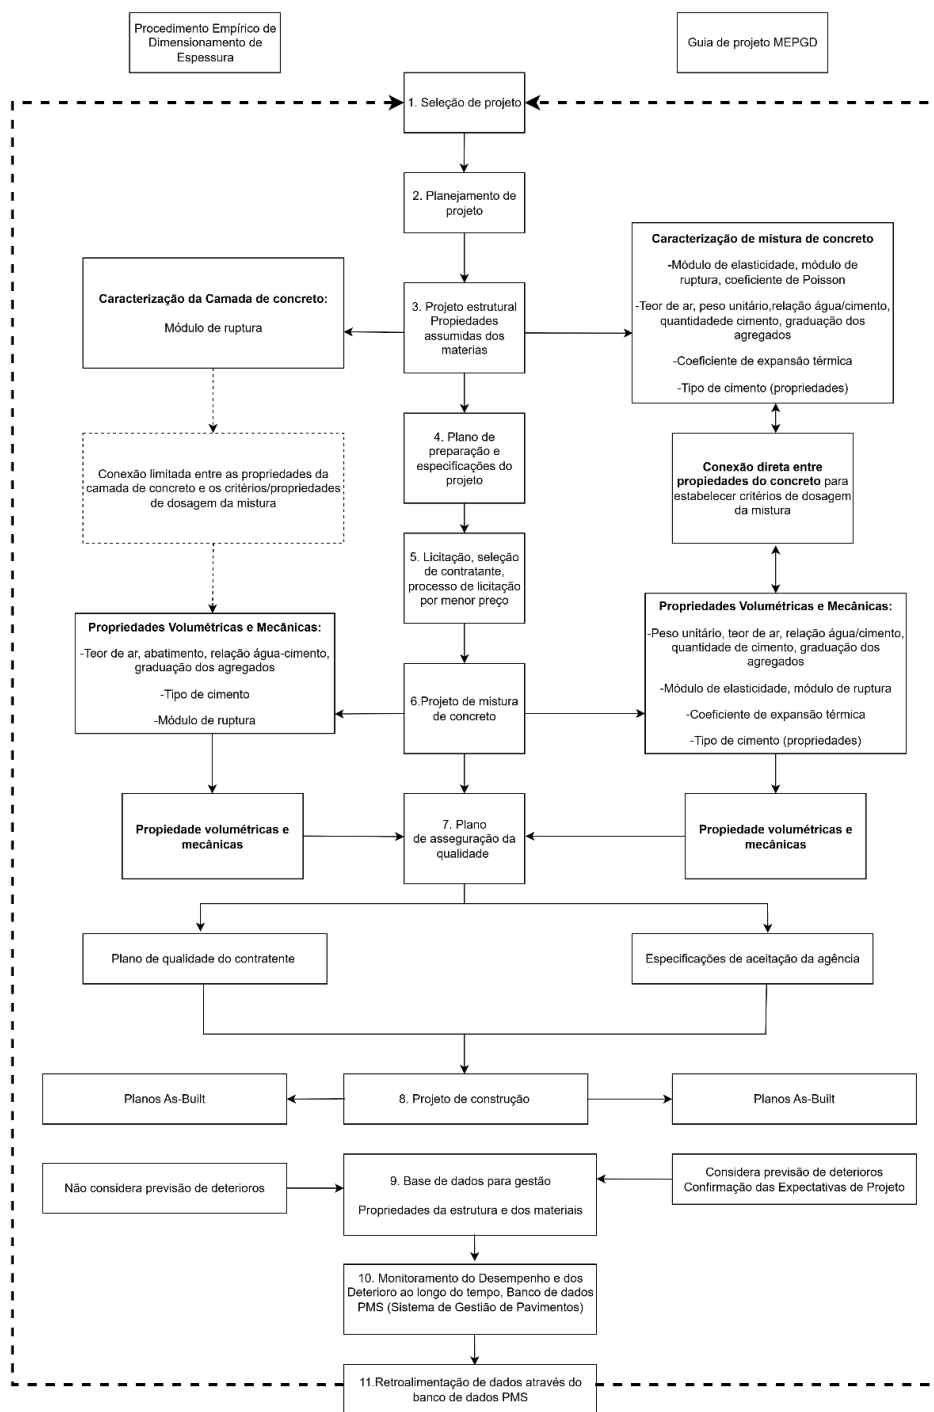 Procedimento Empírico de
Dimensionamento de
Espessura
Guia de projeto MEPGD
1. Seleção de projeto
2. Planejamento de
projeto
Caracterização da Camada de concreto:
Módulo de ruptura
3. Projeto estrutural
Propiedades
assumidas dos
materias
Caracterização de mistura de concreto
-Módulo de elasticidade, módulo de
ruptura, coeficiente de Poisson
-Teor de ar, peso unitário,relação água/cimento,
quantidadede cimento, graduação dos
agregados
-Coeficiente de expansão térmica
-Tipo de cimento (propriedades)
Conexão limitada entre as propriedades da
camada de concreto e os critérios/propriedades
de dosagem da mistura
4. Plano de
preparação e
especificações do
projeto
Conexão direta entre
propiedades do concreto para
estabelecer critérios de dosagem
da mistura
5. Licitação, seleção
de contratante,
processo de licitação
por menor preço
Propriedades Volumétricas e Mecânicas:
-Teor de ar, abatimento, relação água-cimento,
graduação dos agregados
-Tipo de cimento
-Módulo de ruptura
6.Projeto de mistura
de concreto
Propriedades Volumétricas e Mecânicas:
-Peso unitário, teor de ar, relação água/cimento,
quantidade de cimento, graduação dos
agregados
-Módulo de elasticidade, módulo de ruptura
-Coeficiente de expansão térmica
-Tipo de cimento (propriedades)
Propiedade volumétricas e
mecânicas
7. Plano
de asseguração da
qualidade
Propiedade volumétricas e
mecânicas
Plano de qualidade do contratente
Especificações de aceitação da agência
Planos As-Built
8. Projeto de construção
Planos As-Built
Não considera previsão de deterioros
9. Base de dados para gestão
Propriedades da estrutura e dos materiais
Considera previsão de deterioros
Confirmação das Expectativas de Projeto
10. Monitoramento do Desempenho e dos
Deterioro ao longo do tempo, Banco de dados
PMS (Sistema de Gestão de Pavimentos)
11.Retroalimentação de dados através do
banco de dados PMS